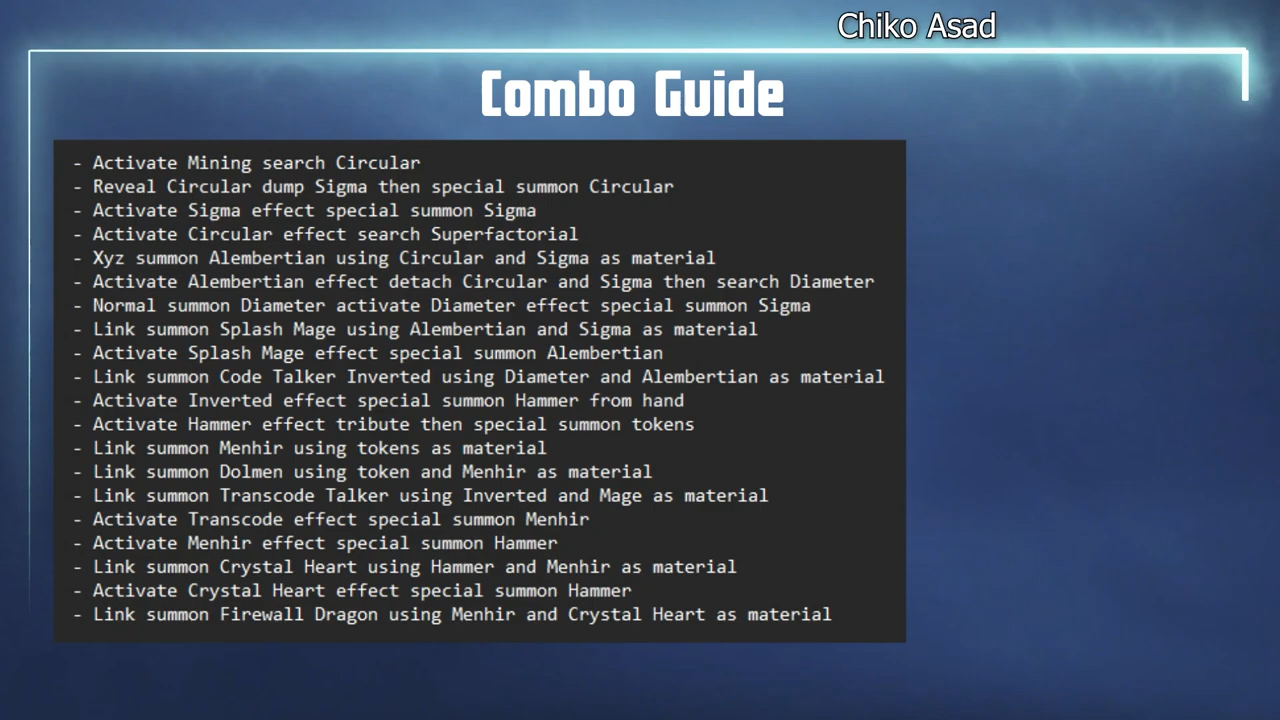 Chiko Asad
Combo Guide
- Activate Mining search Circular
- Reveal Circular dump Sigma then special summon Circular
- Activate Sigma effect special summon Sigma
- Activate Circular effect search Superfactorial
- Xyz summon Alembertian using Circular and Sigma as material
- Activate Alembertian effect detach Circular and Sigma then search Diameter
- Normal summon Diameter activate Diameter effect special summon Sigma
- Link summon Splash Mage using Alembertian and Sigma as material
- Activate Splash Mage effect special summon Alembertian
- Link summon Code Talker Inverted using Diameter and Alembertian as material
- Activate Inverted effect special summon Hammer from hand
- Activate Hammer effect tribute then special summon tokens
- Link summon Menhir using tokens as material
- Link summon Dolmen using token and Menhir as material
- Link summon Transcode Talker using Inverted and Mage as material
- Activate Transcode effect special summon Menhir
- Activate Menhir effect special summon Hammer
- Link summon Crystal Heart using Hammer and Menhir as material
- Activate Crystal Heart effect special summon Hammer
- Link summon Firewall Dragon using Menhir and Crystal Heart as material